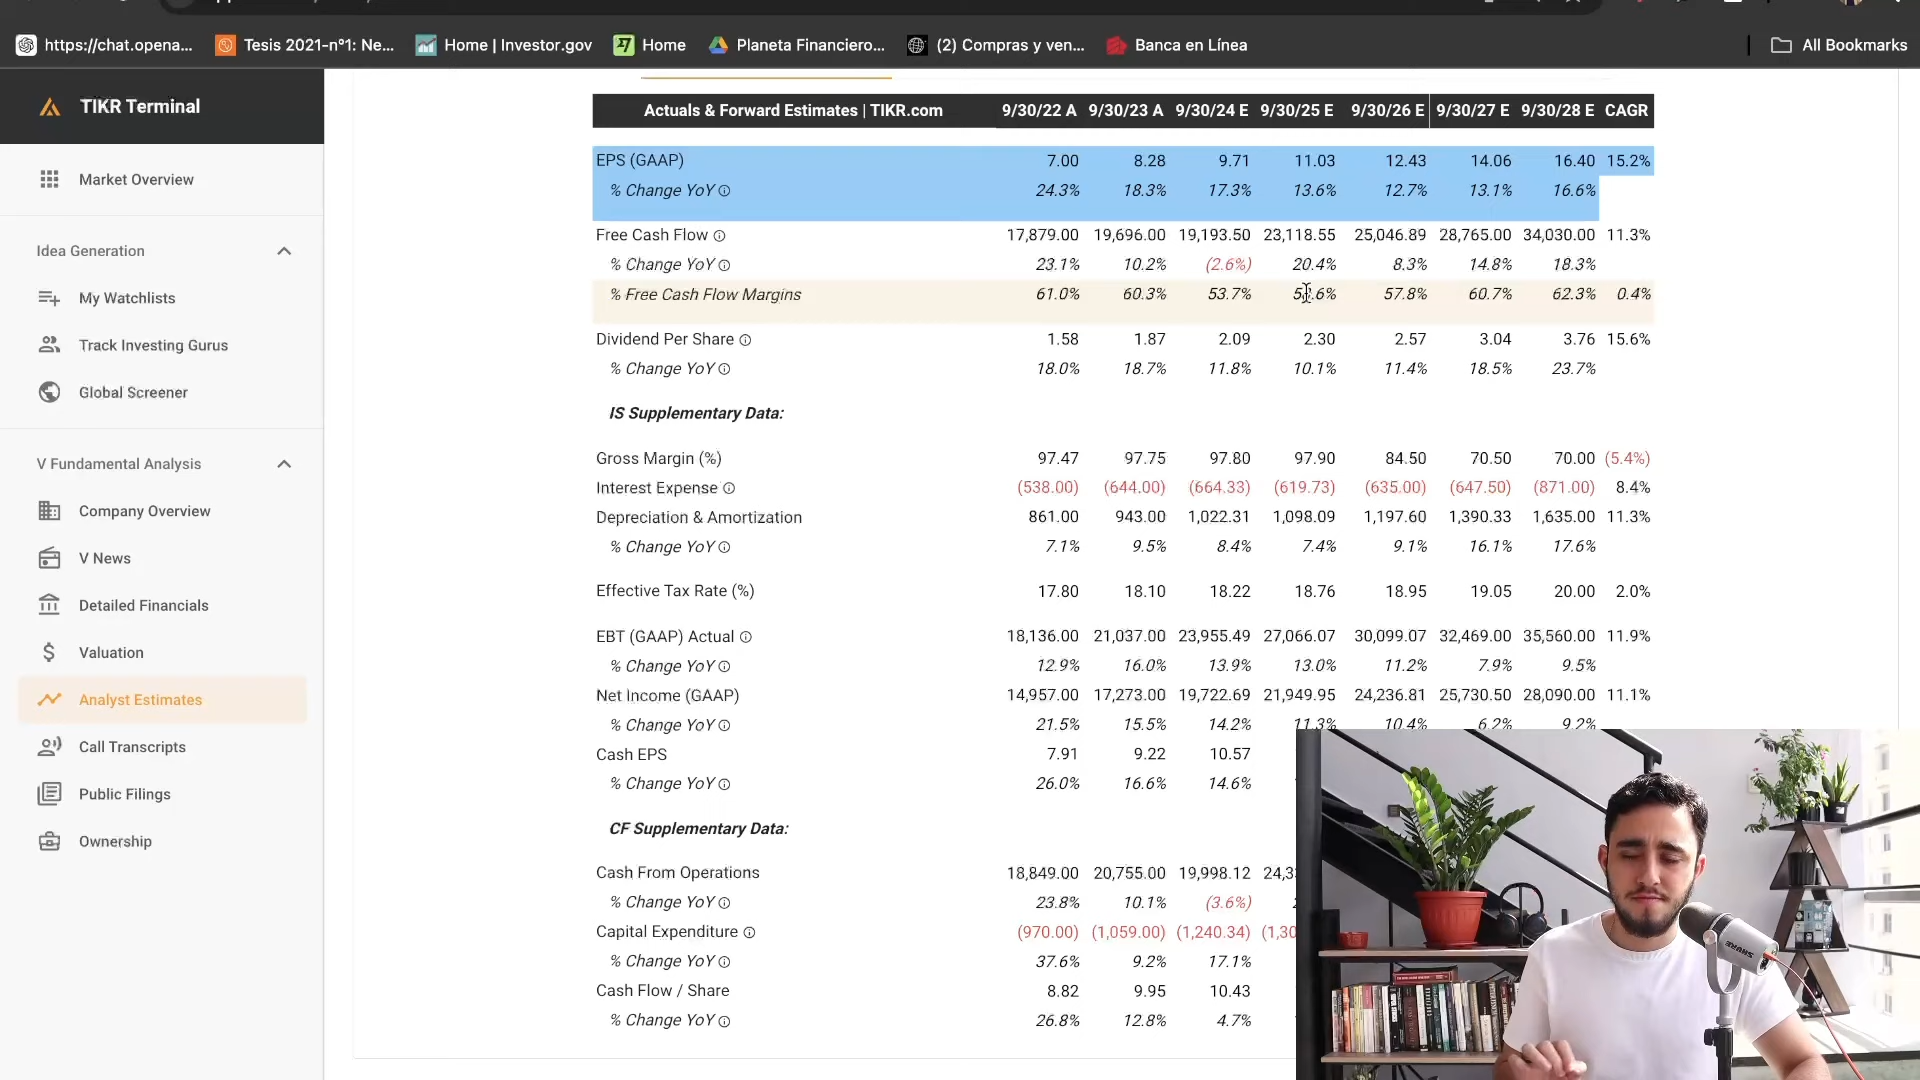 https://chat.opena... Tesis 2021-nº1: Ne... Home | Investor.gov Home Planeta Financiero... (2) Compras y ven... Banca en Línea All Bookmarks
TIKR Terminal
Market Overview
Idea Generation
My Watchlists
Track Investing Gurus
Global Screener
V Fundamental Analysis
Company Overview
V News
Detailed Financials
Valuation
Analyst Estimates
Call Transcripts
Public Filings
Ownership
Actuals & Forward Estimates | TIKR.com 9/30/22 A 9/30/23 A 9/30/24 E 9/30/25 E 9/30/26 E 9/30/27 E 9/30/28 E CAGR
EPS (GAAP) 7.00 8.28 9.71 11.03 12.43 14.06 16.40 15.2%
% Change YoY 24.3% 18.3% 17.3% 13.6% 12.7% 13.1% 16.6%
Free Cash Flow 17,879.00 19,696.00 19,193.50 23,118.55 25,046.89 28,765.00 34,030.00 11.3%
% Change YoY 23.1% 10.2% (2.6%) 20.4% 8.3% 14.8% 18.3%
% Free Cash Flow Margins 61.0% 60.3% 53.7% 57.8% 60.7% 62.3% 0.4%
Dividend Per Share 1.58 1.87 2.09 2.30 2.57 3.04 3.76 15.6%
% Change YoY 18.0% 18.7% 11.8% 10.1% 11.4% 18.5% 23.7%
IS Supplementary Data:
Gross Margin (%) 97.47 97.75 97.80 97.90 84.50 70.50 70.00 (5.4%)
Interest Expense (538.00) (644.00) (664.33) (619.73) (635.00) (647.50) (871.00) 8.4%
Depreciation & Amortization 861.00 943.00 1,022.31 1,098.09 1,197.60 1,390.33 1,635.00 11.3%
% Change YoY 7.1% 9.5% 8.4% 7.4% 9.1% 16.1% 17.6%
Effective Tax Rate (%) 17.80 18.10 18.22 18.76 18.95 19.05 20.00 2.0%
EBT (GAAP) Actual 18,136.00 21,037.00 23,955.49 27,066.07 30,099.07 32,469.00 35,560.00 11.9%
% Change YoY 12.9% 16.0% 13.9% 13.0% 11.2% 7.9% 9.5%
Net Income (GAAP) 14,957.00 17,273.00 19,722.69 21,949.95 24,236.81 25,730.50 28,090.00 11.1%
% Change YoY 21.5% 15.5% 14.2% 11.3% 10.4% 6.2% 9.2%
Cash EPS 7.91 9.22 10.57
% Change YoY 26.0% 16.6% 14.6%
CF Supplementary Data:
Cash From Operations 18,849.00 20,755.00 19,998.12 24,3
% Change YoY 23.8% 10.1% (3.6%)
Capital Expenditure (970.00) (1,059.00) (1,240.34) (1,30
% Change YoY 37.6% 9.2% 17.1%
Cash Flow / Share 8.82 9.95 10.43
% Change YoY 26.8% 12.8% 4.7%
SHURE